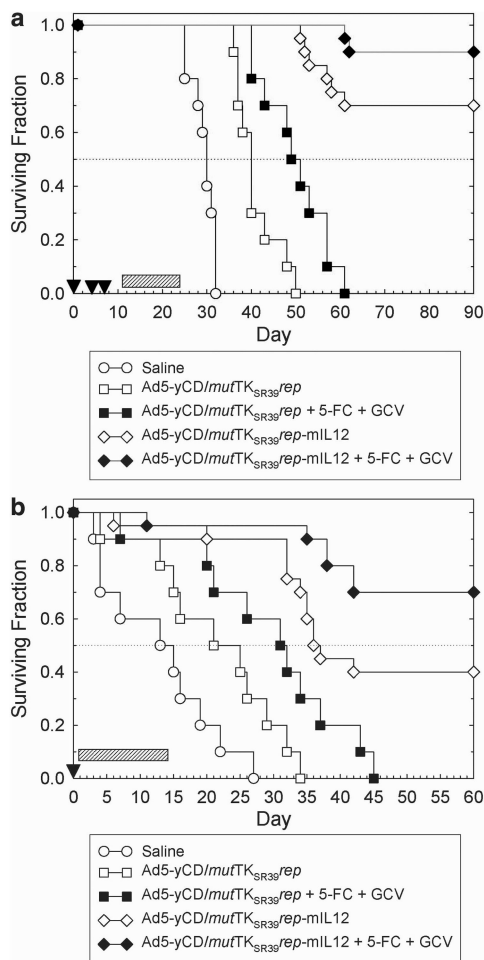 a
Surviving Fraction
1.0
0.8
0.6
0.4
0.2
0.0
0 10 20 30 40 50 60 70 80 90
Day
Saline
Ad5-yCD/mutTKSR39rep
Ad5-yCD/mutTKSR39rep + 5-FC + GCV
Ad5-yCD/mutTKSR39rep-mIL12
Ad5-yCD/mutTKSR39rep-mIL12 + 5-FC + GCV
b
Surviving Fraction
1.0
0.8
0.6
0.4
0.2
0.0
0 5 10 15 20 25 30 35 40 45 50 55 60
Day
Saline
Ad5-yCD/mutTKSR39rep
Ad5-yCD/mutTKSR39rep + 5-FC + GCV
Ad5-yCD/mutTKSR39rep-mIL12
Ad5-yCD/mutTKSR39rep-mIL12 + 5-FC + GCV